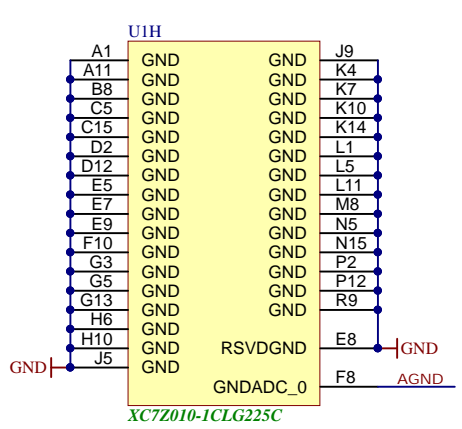 U1H
A1 GND GND J9
A11 GND GND K4
B8 GND GND K7
C5 GND GND K10
C15 GND GND K14
D2 GND GND L1
D12 GND GND L5
E5 GND GND L11
E7 GND GND M8
E9 GND GND N5
F10 GND GND N15
G3 GND GND P2
G5 GND GND P12
G13 GND GND R9
H6 GND
H10 GND RSVDGND E8 GND
GND J5 GND
GNDADC_0 F8 AGND
XC7Z010-1CLG225C